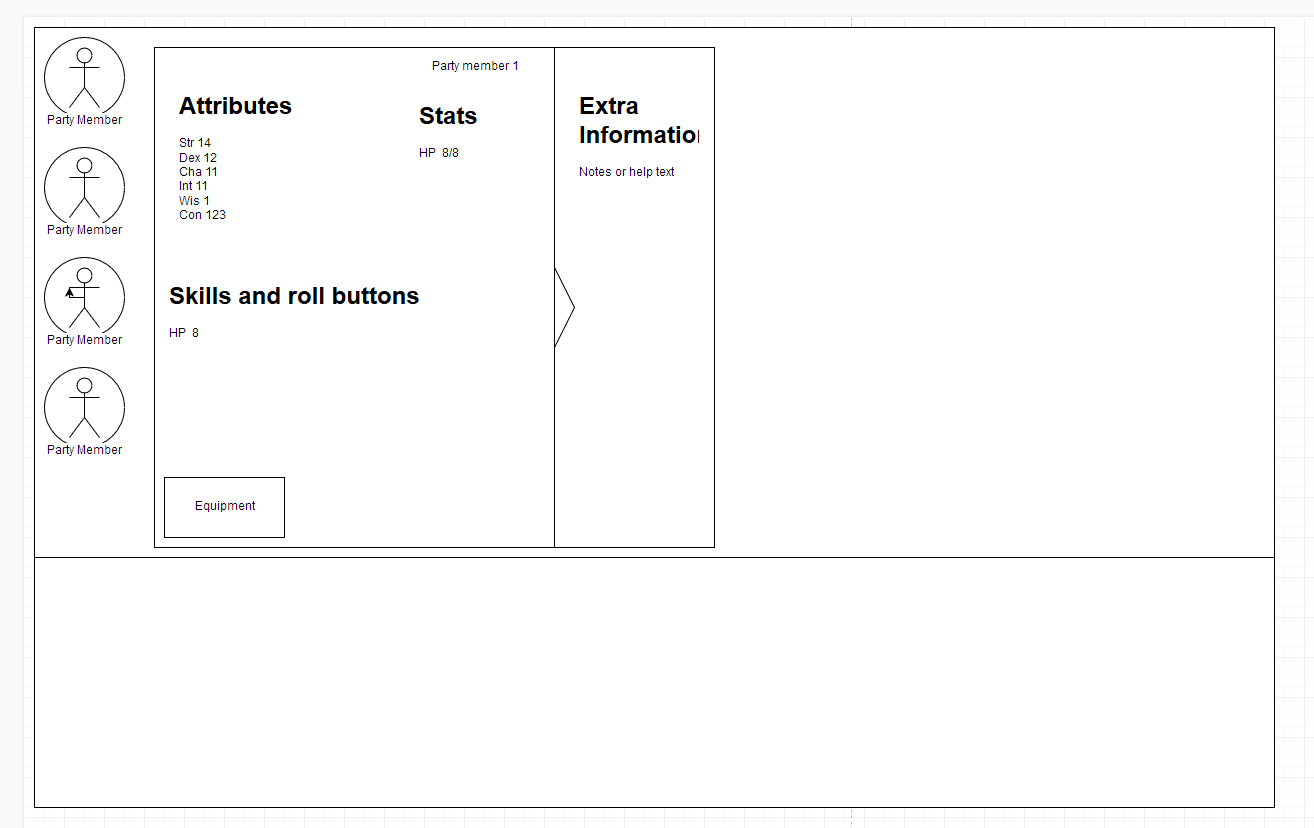 Party Member
Party Member
Party Member
Party Member
Party member 1
Attributes
Str 14
Dex 12
Cha 11
Int 11
Wis 1
Con 123
Stats
HP 8/8
Skills and roll buttons
HP 8
Equipment
Extra
Informatio
Notes or help text